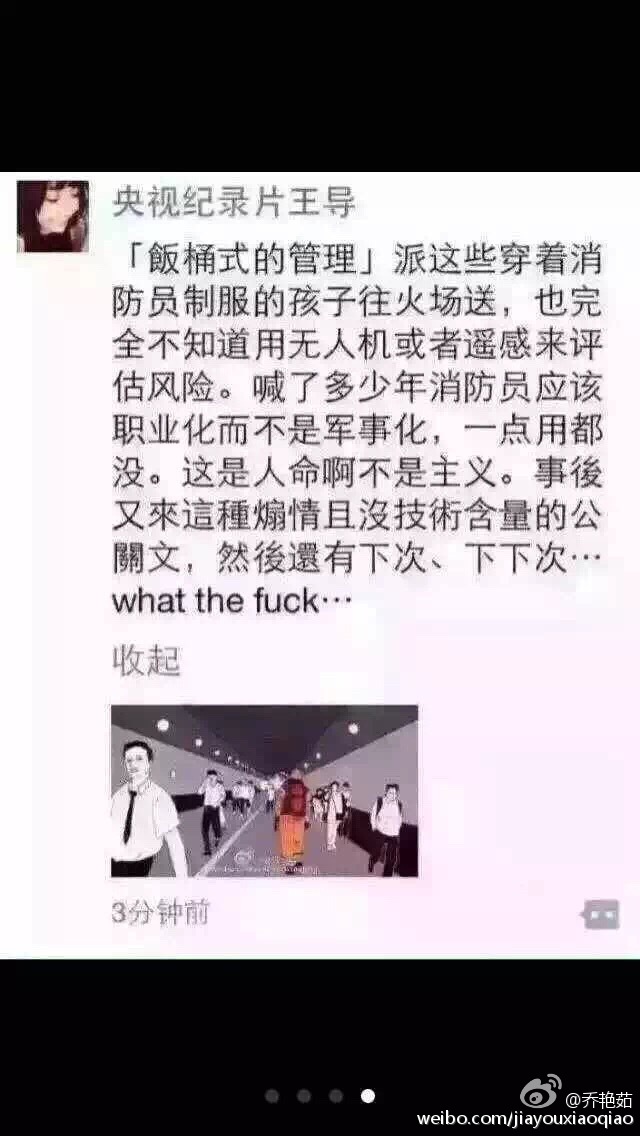 央视纪录片王导
「飯桶式的管理」派这些穿着消
防员制服的孩子往火场送，也完
全不知道用无人机或者遥感来评
估风险。喊了多少年消防员应该
职业化而不是军事化，一点用都
没。这是人命啊不是主义。事後
又來這種煽情且沒技術含量的公
關文，然後還有下次、下下次…
what the fuck…
收起
3分钟前
乔艳茹
weibo.com/jiayouxiaoqiao